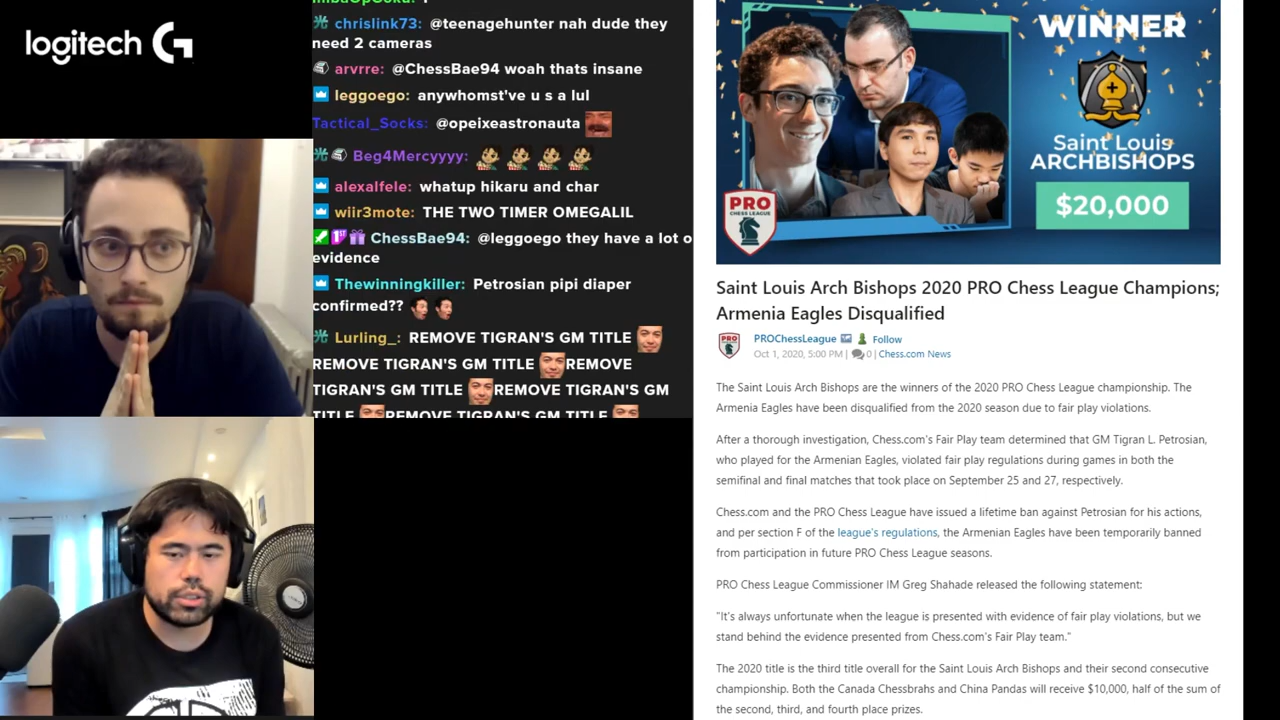 logitech G
chrislink73: @teenagehunter nah dude they
need 2 cameras
arvrre: @ChessBae94 woah thats insane
leggoego: anywhomst've u s a lul
Tactical_Socks: @opeixeastronauta
Beg4Mercyyyy:
alexalfele: whatup hikaru and char
wiir3mote: THE TWO TIMER OMEGALIL
ChessBae94: @leggoego they have a lot o
evidence
Thewinningkiller: Petrosian pipi diaper
confirmed??
Lurling_: REMOVE TIGRAN'S GM TITLE
REMOVE TIGRAN'S GM TITLE REMOVE
TIGRAN'S GM TITLE REMOVE TIGRAN'S GM
TITLE REMOVE TIGRAN'S GM TITLE
WINNER
Saint Louis
ARCHBISHOPS
$20,000
PRO
CHESS LEAGUE
Saint Louis Arch Bishops 2020 PRO Chess League Champions;
Armenia Eagles Disqualified
PRO
PROChessLeague Follow
Oct 1, 2020, 5:00 PM | 0 | Chess.com News
The Saint Louis Arch Bishops are the winners of the 2020 PRO Chess League championship. The
Armenia Eagles have been disqualified from the 2020 season due to fair play violations.
After a thorough investigation, Chess.com's Fair Play team determined that GM Tigran L. Petrosian,
who played for the Armenian Eagles, violated fair play regulations during games in both the
semifinal and final matches that took place on September 25 and 27, respectively.
Chess.com and the PRO Chess League have issued a lifetime ban against Petrosian for his actions,
and per section F of the league's regulations, the Armenian Eagles have been temporarily banned
from participation in future PRO Chess League seasons.
PRO Chess League Commissioner IM Greg Shahade released the following statement:
"It's always unfortunate when the league is presented with evidence of fair play violations, but we
stand behind the evidence presented from Chess.com's Fair Play team."
The 2020 title is the third title overall for the Saint Louis Arch Bishops and their second consecutive
championship. Both the Canada Chessbrahs and China Pandas will receive $10,000, half of the sum of
the second, third, and fourth place prizes.